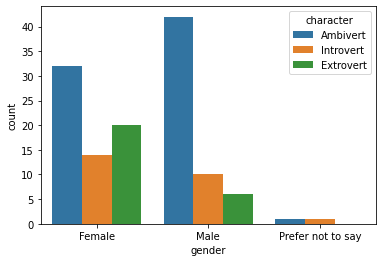 character
Ambivert
Introvert
Extrovert
40
35
30
25
20
15
10
5
0
count
Female
Male
Prefer not to say
gender